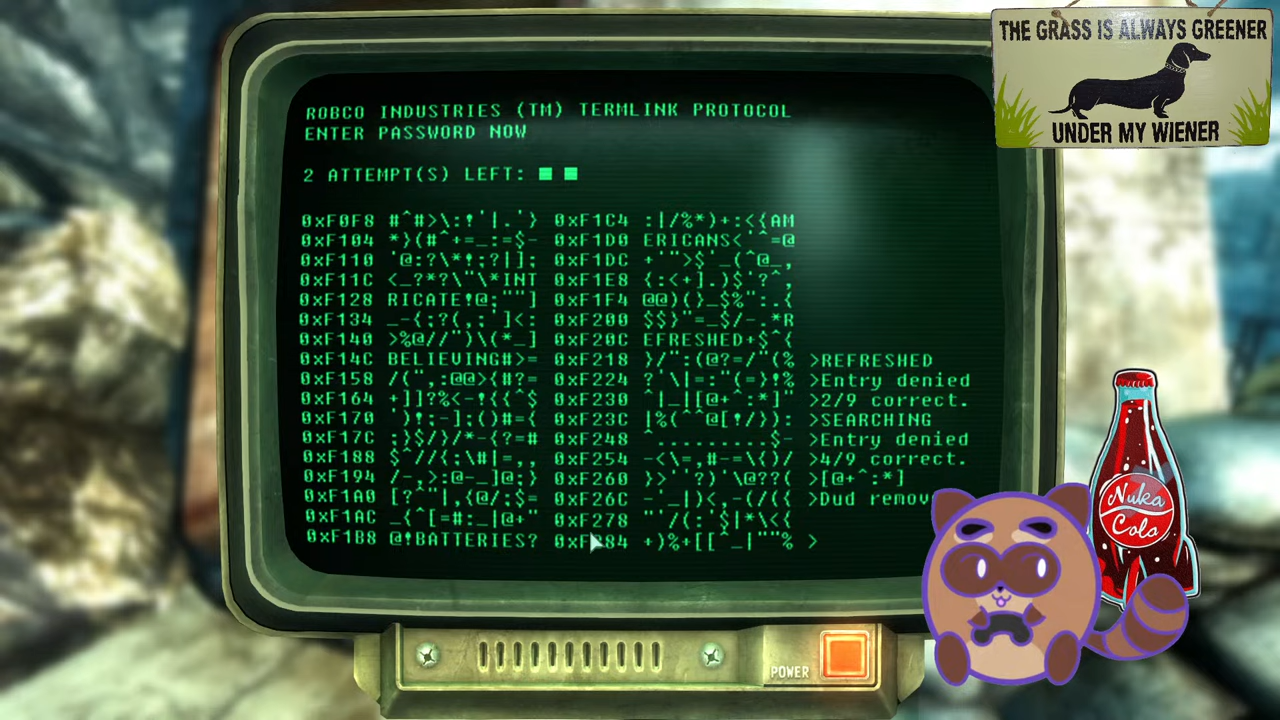 THE GRASS IS ALWAYS GREENER
UNDER MY WIENER
ROBCO INDUSTRIES (TM) TERMLINK PROTOCOL
ENTER PASSWORD NOW
2 ATTEMPT(S) LEFT:
0xF0F8 #^#>\:!'|.'} 0xF1C4 :|/%*)+:<{AM
0xF104 *}(#^+=_:=$- 0xF1D0 ERICANS<'^=@
0xF110 '@:?\*!;?|]; 0xF1DC +'">$'_(^@_,
0xF11C <_?*?\"\*INT 0xF1E8 {:<+].)$'?^,
0xF128 RICATE!@;""] 0xF1F4 @@)(}_$%":.{
0xF134 _-{;?(,;']<: 0xF200 $$}"=_$/-.*R
0xF140 >%@//")\(*_] 0xF20C EFRESHED+$^{
0xF14C BELIEVING#>= 0xF218 }/":(@?=/"(% >REFRESHED
0xF158 /(",:@@>{#?= 0xF224 ?'\|=:"(=}!% >Entry denied
0xF164 +]]?%<-!{{^$ 0xF230 ^|_|[@+^:*]" >2/9 correct.
0xF170 ')!:-];()#={ 0xF23C |%(^^@[!/}): >SEARCHING
0xF17C ;}$/}/*-{?=# 0xF248 ^.........$- >Entry denied
0xF188 $^//{;\#|=,, 0xF254 -<\=,#-=\{)/ >4/9 correct.
0xF194 /-,>:@-_]@;} 0xF260 }>`'?)'\@??( >[@+^:*]
0xF1A0 [?^"|,{@/;$= 0xF26C -'_|)<,-(/({ >Dud remov
0xF1AC _{^[=#:_|@+" 0xF278 "'/(:'$|*\<{
0xF1B8 @!BATTERIES? 0xF284 +)%+[[^_|""% >
Nuka
Cola
POWER